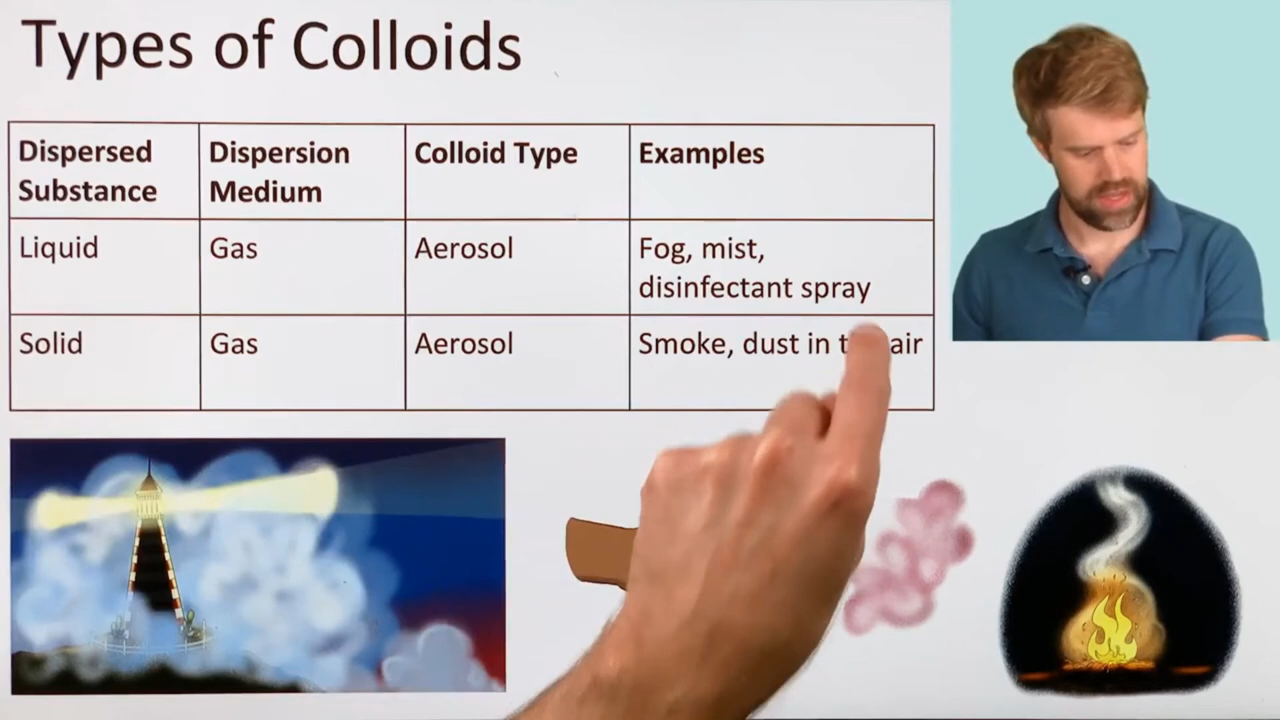 Types of Colloids
Dispersed
Substance
Dispersion
Medium
Colloid Type
Examples
Liquid
Gas
Aerosol
Fog, mist,
disinfectant spray
Solid
Gas
Aerosol
Smoke, dust in air